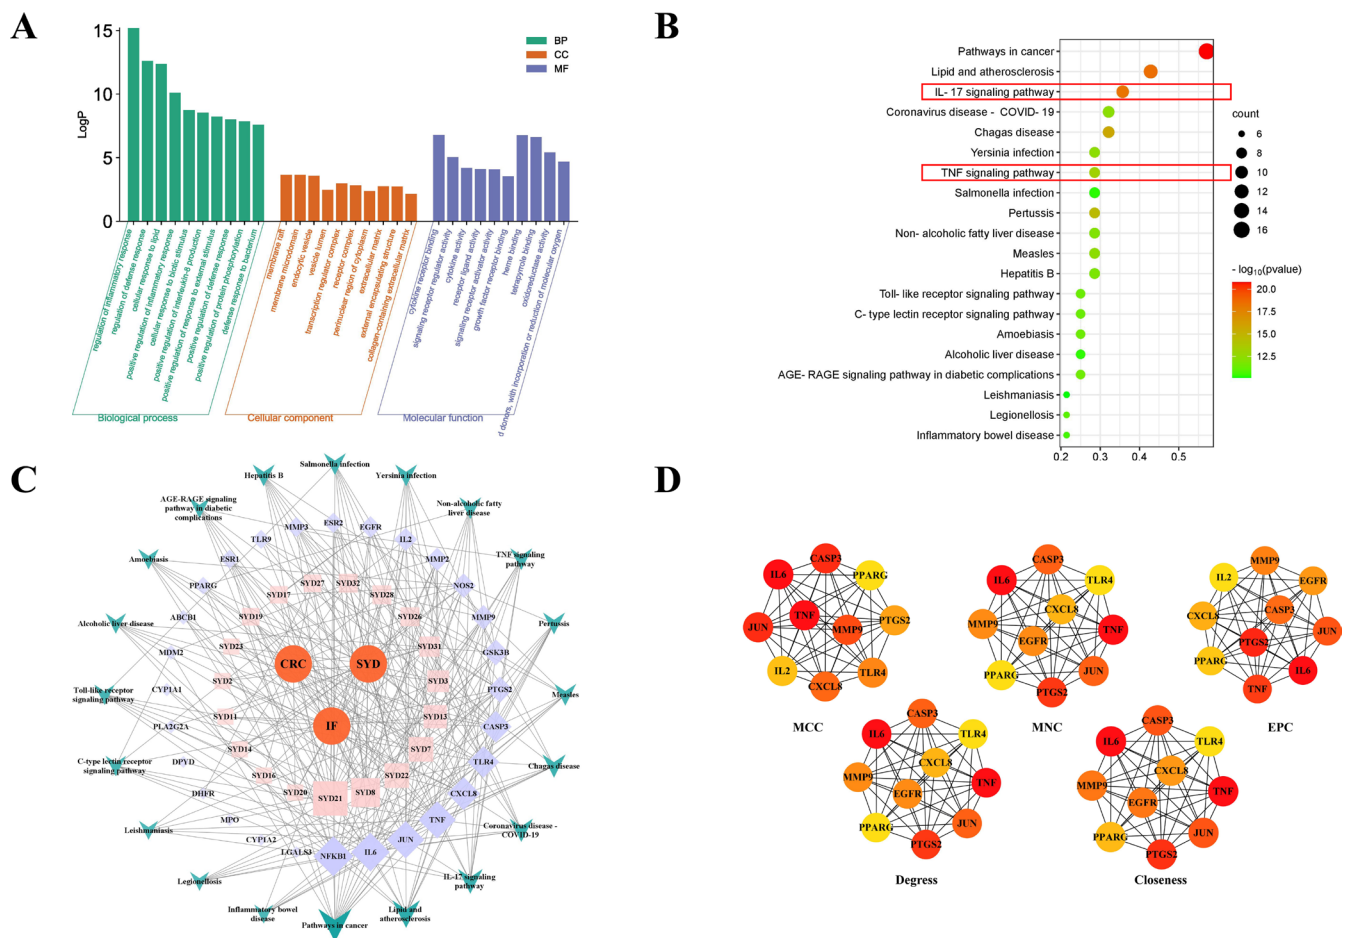 A
LogP
15
10
5
0
BP
CC
MF
regulation of inflammatory response
regulation of defense response
cellular response to lipid
positive regulation of inflammatory response
cellular response to biotic stimulus
positive regulation of interleukin-8 production
positive regulation of response to external stimulus
positive regulation of defense response
positive regulation of protein phosphorylation
defense response to bacterium
membrane raft
membrane microdomain
endocytic vesicle
vesicle lumen
transcription regulator complex
receptor complex
perinuclear region of cytoplasm
extracellular matrix
external encapsulating structure
collagen-containing extracellular matrix
cytokine receptor binding
signaling receptor regulator activity
cytokine activity
receptor ligand activity
signaling receptor activator activity
growth factor receptor binding
heme binding
tetrapyrrole binding
oxidoreductase activity
d donors, with incorporation or reduction of molecular oxygen
Biological process
Cellular component
Molecular function
B
Pathways in cancer
Lipid and atherosclerosis
IL- 17 signaling pathway
Coronavirus disease - COVID- 19
Chagas disease
Yersinia infection
TNF signaling pathway
Salmonella infection
Pertussis
Non- alcoholic fatty liver disease
Measles
Hepatitis B
Toll- like receptor signaling pathway
C- type lectin receptor signaling pathway
Amoebiasis
Alcoholic liver disease
AGE- RAGE signaling pathway in diabetic complications
Leishmaniasis
Legionellosis
Inflammatory bowel disease
0.2 0.3 0.4 0.5
count
6
8
10
12
14
16
- log10(pvalue)
20.0
17.5
15.0
12.5
C
Salmonella infection
Hepatitis B
Yersinia infection
AGE-RAGE signaling
pathway in diabetic
complications
Non-alcoholic fatty
liver disease
Amoebiasis
TNF signaling
pathway
Alcoholic liver disease
Pertussis
Toll-like receptor
signaling pathway
Measles
C-type lectin receptor
signaling pathway
Chagas disease
Leishmaniasis
Coronavirus disease -
COVID-19
Legionellosis
IL-17 signaling
pathway
Inflammatory bowel
disease
Pathways in cancer
Lipid and
atherosclerosis
ESR2
EGFR
MMP3
IL2
TLR9
MMP2
ESR1
NOS2
PPARG
MMP9
ABCB1
GSK3B
MDM2
PTGS2
CYP1A1
CASP3
PLA2G2A
TLR4
DPYD
CXCL8
DHFR
TNF
MPO
JUN
CYP1A2
IL6
LGALS3
NFKB1
SYD27
SYD32
SYD17
SYD28
SYD19
SYD26
SYD23
SYD31
SYD2
SYD3
SYD11
SYD13
SYD14
SYD7
SYD16
SYD22
SYD20
SYD21
SYD8
CRC
SYD
IF
D
CASP3
IL6
PPARG
TNF
JUN
MMP9
PTGS2
IL2
CXCL8
TLR4
MCC
CASP3
IL6
TLR4
CXCL8
MMP9
TNF
EGFR
PPARG
JUN
PTGS2
MNC
MMP9
IL2
EGFR
CXCL8
CASP3
JUN
PTGS2
PPARG
IL6
TNF
EPC
CASP3
IL6
TLR4
CXCL8
MMP9
TNF
EGFR
PPARG
JUN
PTGS2
Degress
CASP3
IL6
TLR4
CXCL8
MMP9
TNF
EGFR
PPARG
JUN
PTGS2
Closeness